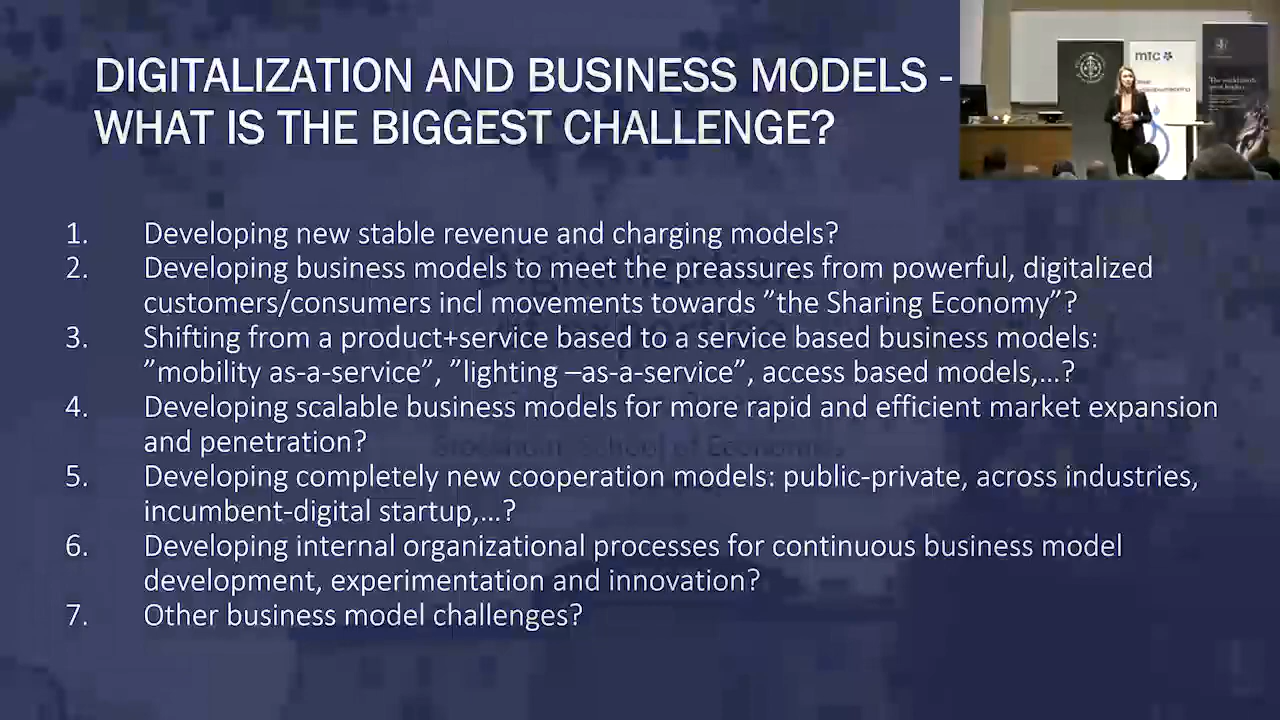 DIGITALIZATION AND BUSINESS MODELS -
WHAT IS THE BIGGEST CHALLENGE?
mtc
1. Developing new stable revenue and charging models?
2. Developing business models to meet the preassures from powerful, digitalized
customers/consumers incl movements towards ”the Sharing Economy”?
3. Shifting from a product+service based to a service based business models:
”mobility as-a-service”, ”lighting –as-a-service”, access based models,...?
4. Developing scalable business models for more rapid and efficient market expansion
and penetration?
Stockholm School of Economics
5. Developing completely new cooperation models: public-private, across industries,
incumbent-digital startup,...?
6. Developing internal organizational processes for continuous business model
development, experimentation and innovation?
7. Other business model challenges?